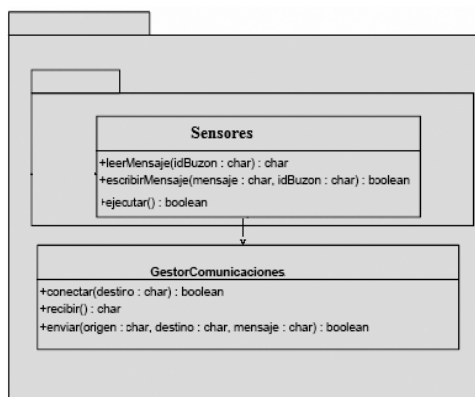 Sensores
+leerMensaje(idBuzon : char) : char
+escribirMensaje(mensaje : char, idBuzon : char) : boolean
+ejecutar() : boolean
GestorComunicaciones
+conectar(destino : char) : boolean
+recibir() : char
+enviar(origen : char, destino : char, mensaje : char) : boolean